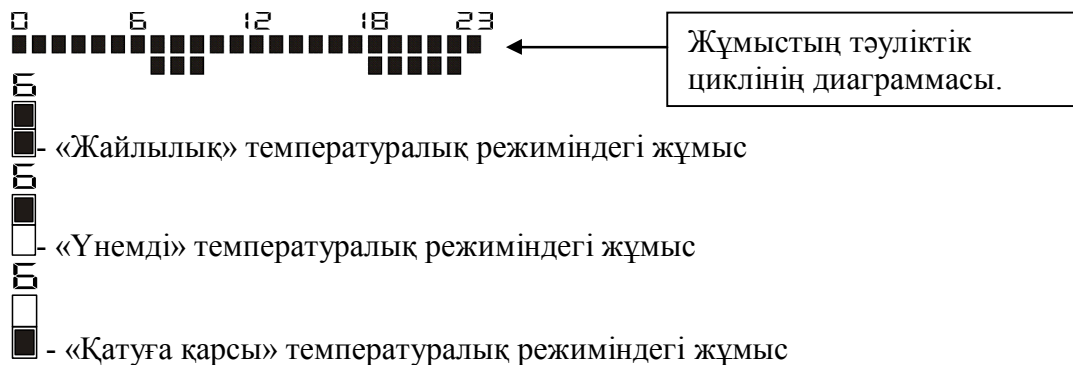 0 6 12 18 23
Жұмыстың тәуліктік
циклінің диаграммасы.
6
- «Жайлылық» температуралық режиміндегі жұмыс
6
- «Үнемді» температуралық режиміндегі жұмыс
6
- «Қатуға қарсы» температуралық режиміндегі жұмыс